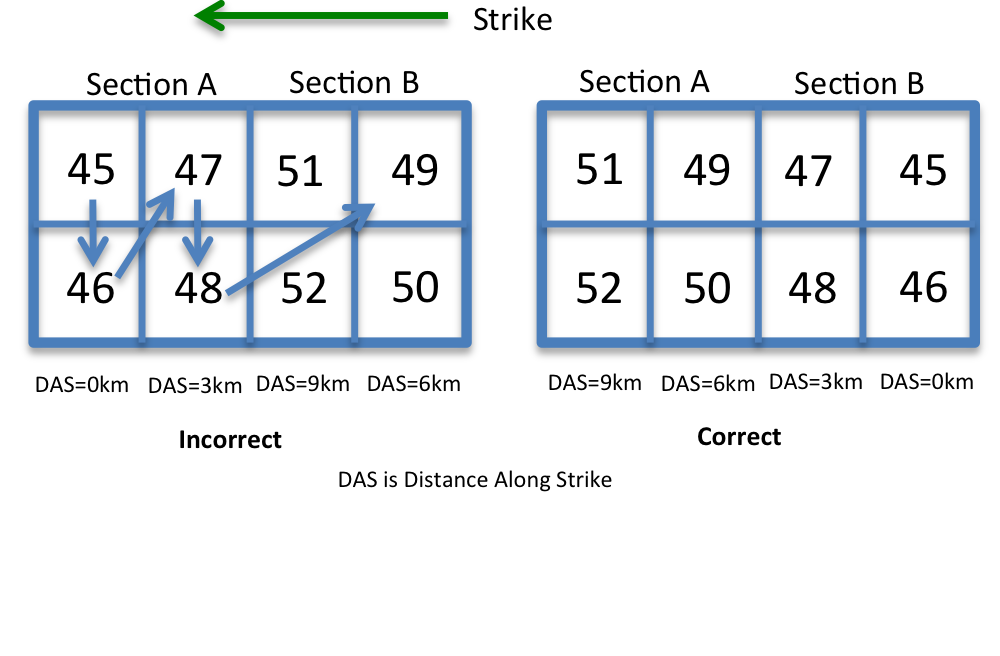 Strike
Section A Section B Section A Section B
45 47 51 49 51 49 47 45
46 48 52 50 52 50 48 46
DAS=0km DAS=3km DAS=9km DAS=6km DAS=9km DAS=6km DAS=3km DAS=0km
Incorrect Correct
DAS is Distance Along Strike